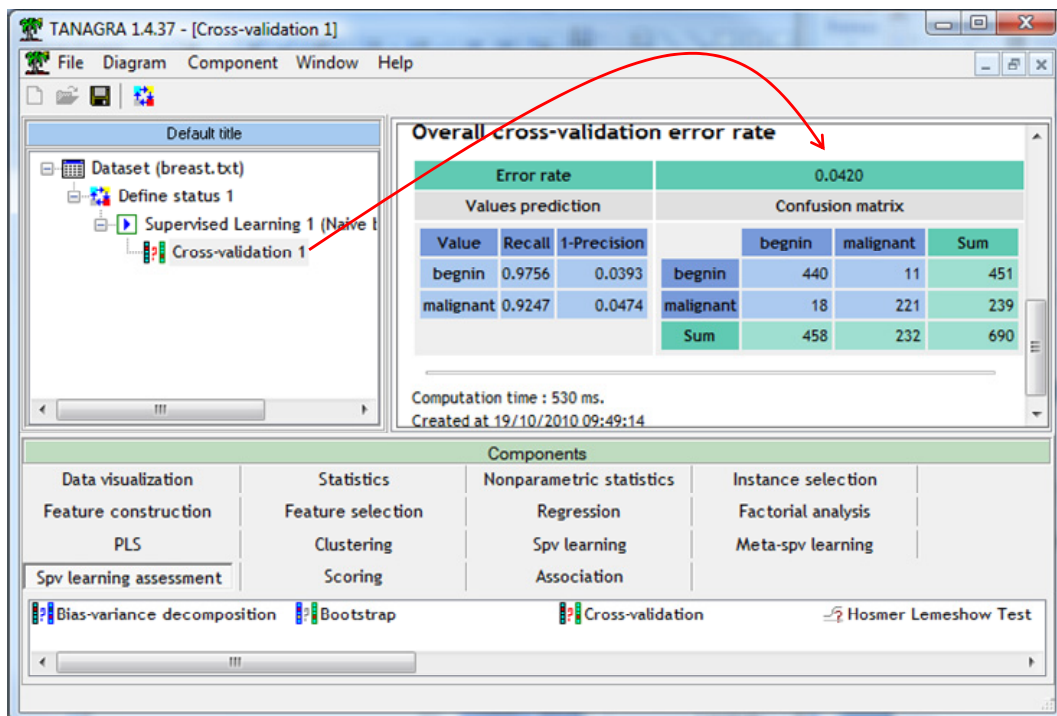 TANAGRA 1.4.37 - [Cross-validation 1]
File Diagram Component Window Help
Default title
Dataset (breast.txt)
Define status 1
Supervised Learning 1 (Naive
Cross-validation 1
Overall cross-validation error rate
Error rate 0.0420
Values prediction Confusion matrix
Value Recall 1-Precision
begnin 0.9756 0.0393
malignant 0.9247 0.0474
begnin malignant Sum
begnin 440 11 451
malignant 18 221 239
Sum 458 232 690
Computation time : 530 ms.
Created at 19/10/2010 09:49:14
Components
Data visualization Statistics Nonparametric statistics Instance selection
Feature construction Feature selection Regression Factorial analysis
PLS Clustering Spv learning Meta-spv learning
Spv learning assessment Scoring Association
Bias-variance decomposition Bootstrap Cross-validation Hosmer Lemeshow Test